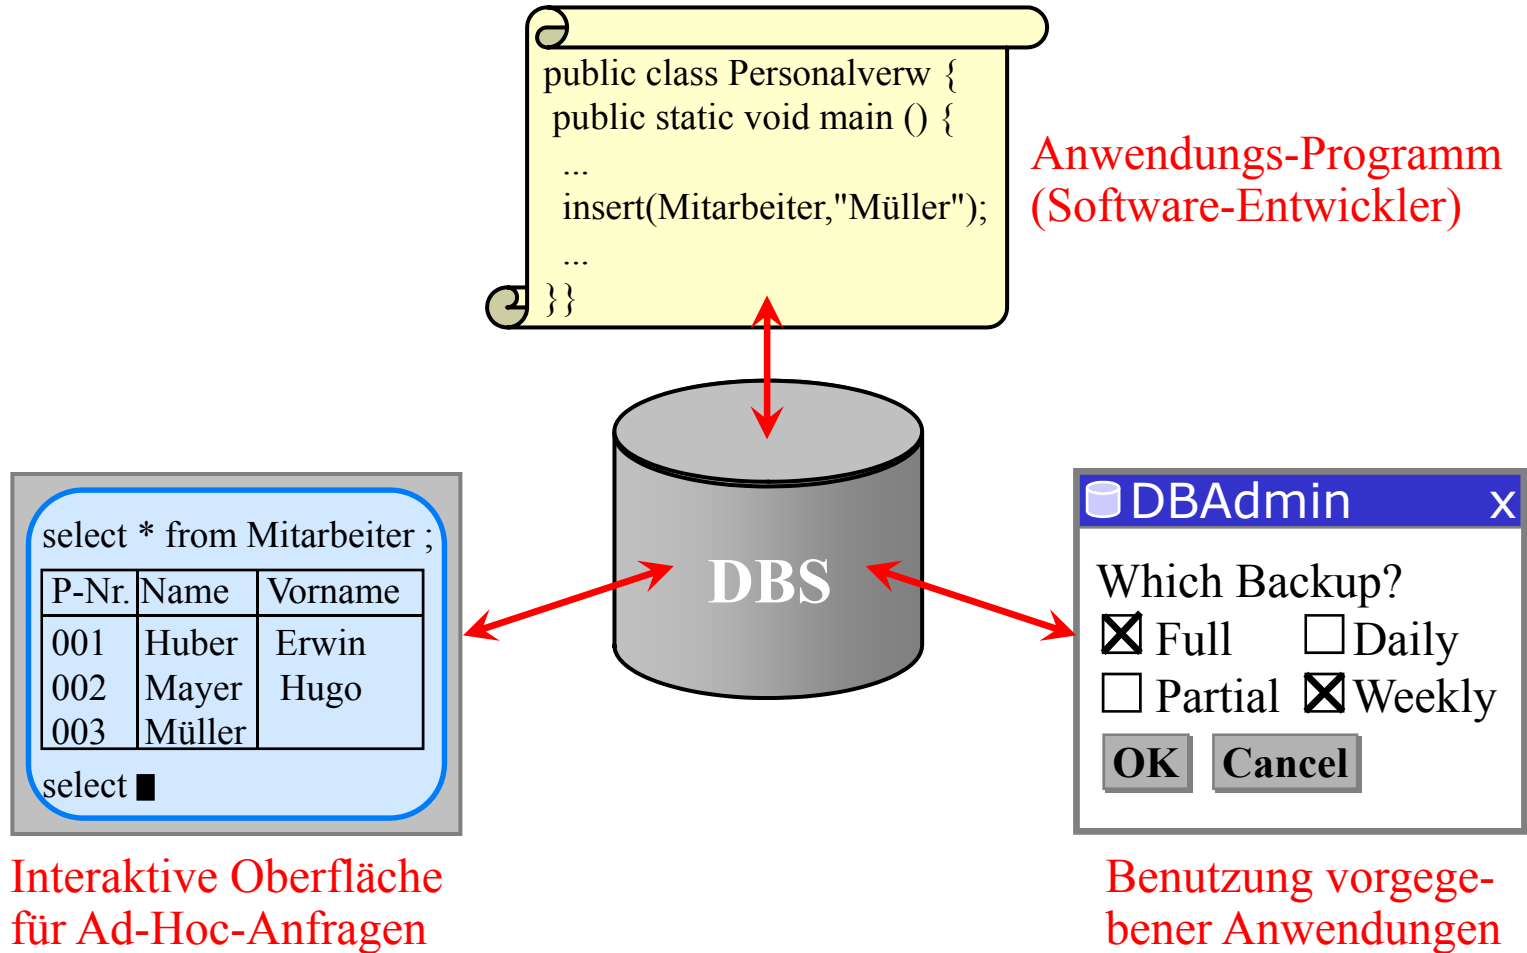 public class Personalverw {
public static void main () {
...
insert(Mitarbeiter,"Müller");
...
}}
Anwendungs-Programm
(Software-Entwickler)
DBS
select * from Mitarbeiter ;
P-Nr. Name Vorname
001 Huber Erwin
002 Mayer Hugo
003 Müller
select
Interaktive Oberfläche
für Ad-Hoc-Anfragen
DBAdmin x
Which Backup?
Full Daily
Partial Weekly
OK Cancel
Benutzung vorgege-
bener Anwendungen